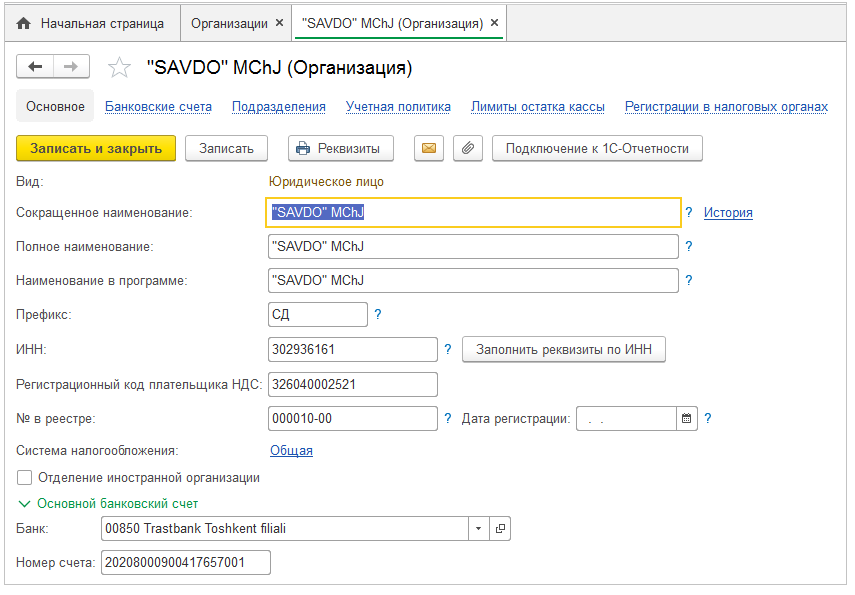 Начальная страница Организации × "SAVDO" MChJ (Организация) ×
"SAVDO" MChJ (Организация)
Основное Банковские счета Подразделения Учетная политика Лимиты остатка кассы Регистрации в налоговых органах
Записать и закрыть Записать Реквизиты Подключение к 1С-Отчетности
Вид: Юридическое лицо
Сокращенное наименование: "SAVDO" MChJ ? История
Полное наименование: "SAVDO" MChJ ?
Наименование в программе: "SAVDO" MChJ ?
Префикс: СД ?
ИНН: 302936161 ? Заполнить реквизиты по ИНН
Регистрационный код плательщика НДС: 326040002521
№ в реестре: 000010-00 ? Дата регистрации: . . ?
Система налогообложения: Общая
Отделение иностранной организации
Основной банковский счет
Банк: 00850 Trastbank Toshkent filiali
Номер счета: 20208000900417657001